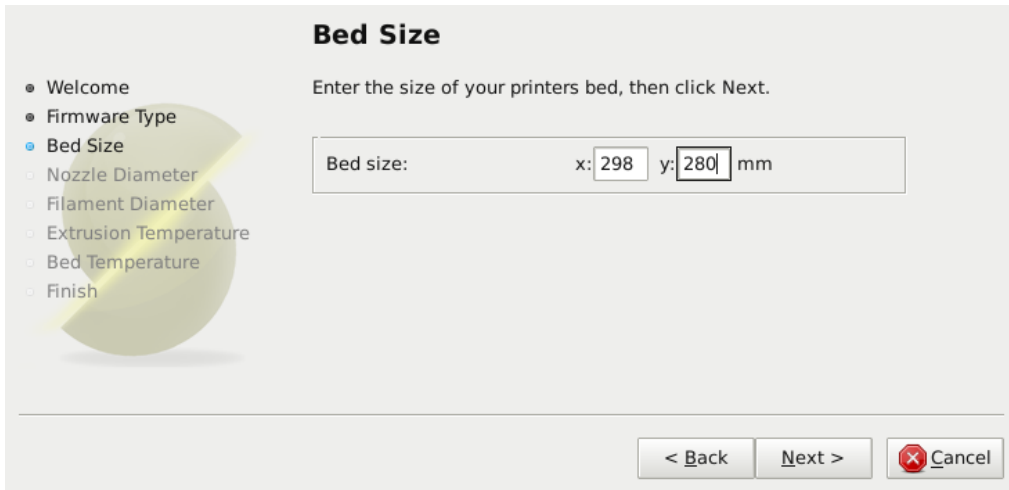 Bed Size
Welcome
Firmware Type
Bed Size
Nozzle Diameter
Filament Diameter
Extrusion Temperature
Bed Temperature
Finish
Enter the size of your printers bed, then click Next.
Bed size: x: 298 y: 280 mm
< Back Next > Cancel